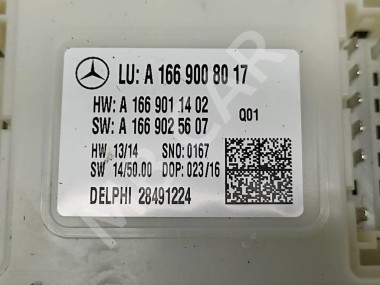 LU: A 166 900 80 17
HW: A 166 901 14 02
SW: A 166 902 56 07
Q01
HW 13/14 SNO: 0167
SW 14/50.00 DOP: 023/16
DELPHI 28491224